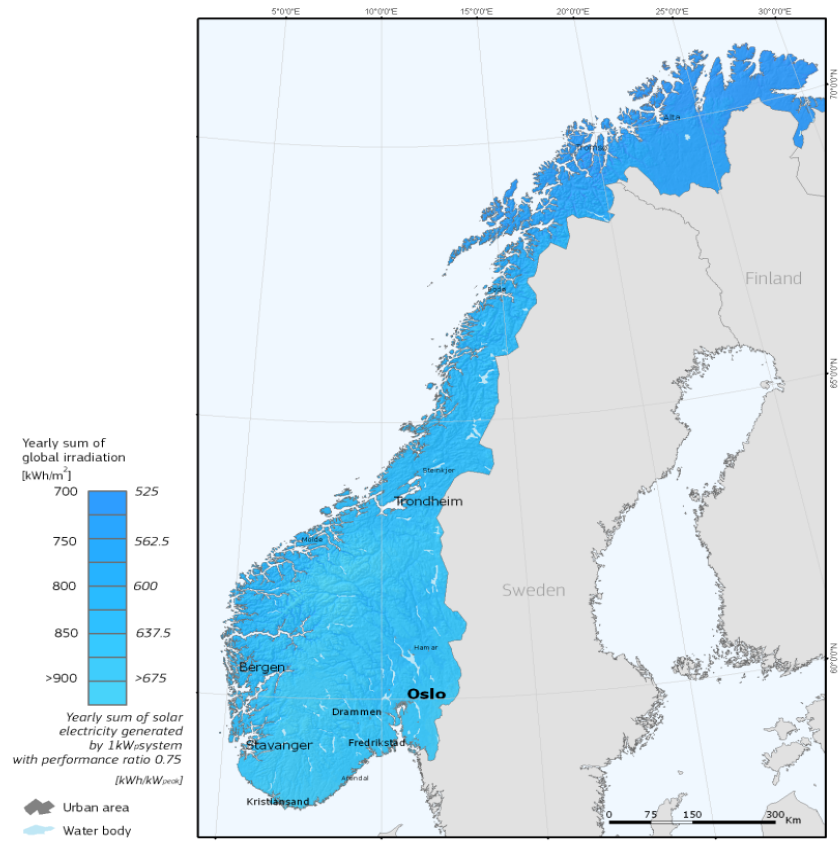 5°0'0"E 10°0'0"E 15°0'0"E 20°0'0"E 25°0'0"E 30°0'0"E
70°0'0"N
Alta
Tromsø
Finland
Bodø
65°0'0"N
Yearly sum of
global irradiation
[kWh/m²]
Steinkjer
700 525
Trondheim
750 562.5
Molde
800 600
Sweden
850 637.5
Hamar
60°0'0"N
Bergen
>900 >675
Oslo
Drammen
Yearly sum of solar
electricity generated
by 1kWpsystem
with performance ratio 0.75
[kWh/kWpeak]
Stavanger
Fredrikstad
Arendal
Kristiansand
Urban area
Water body
0 75 150 300 Km